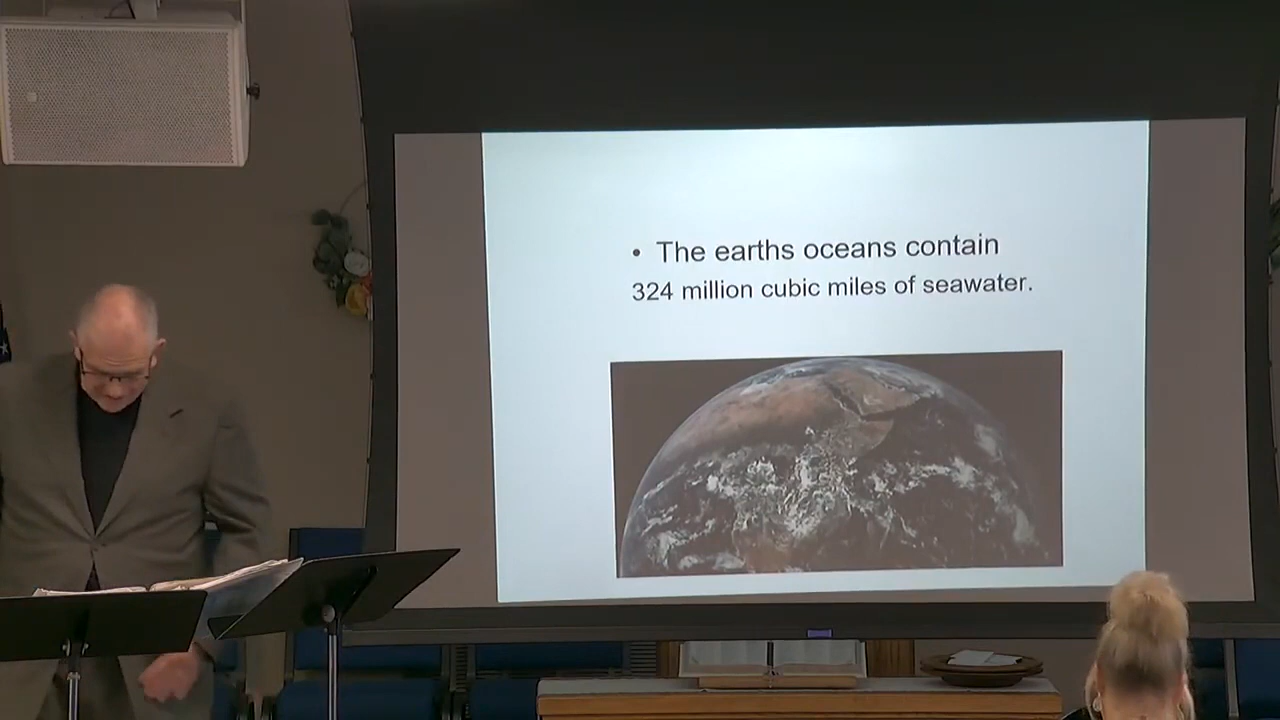 • The earths oceans contain
324 million cubic miles of seawater.